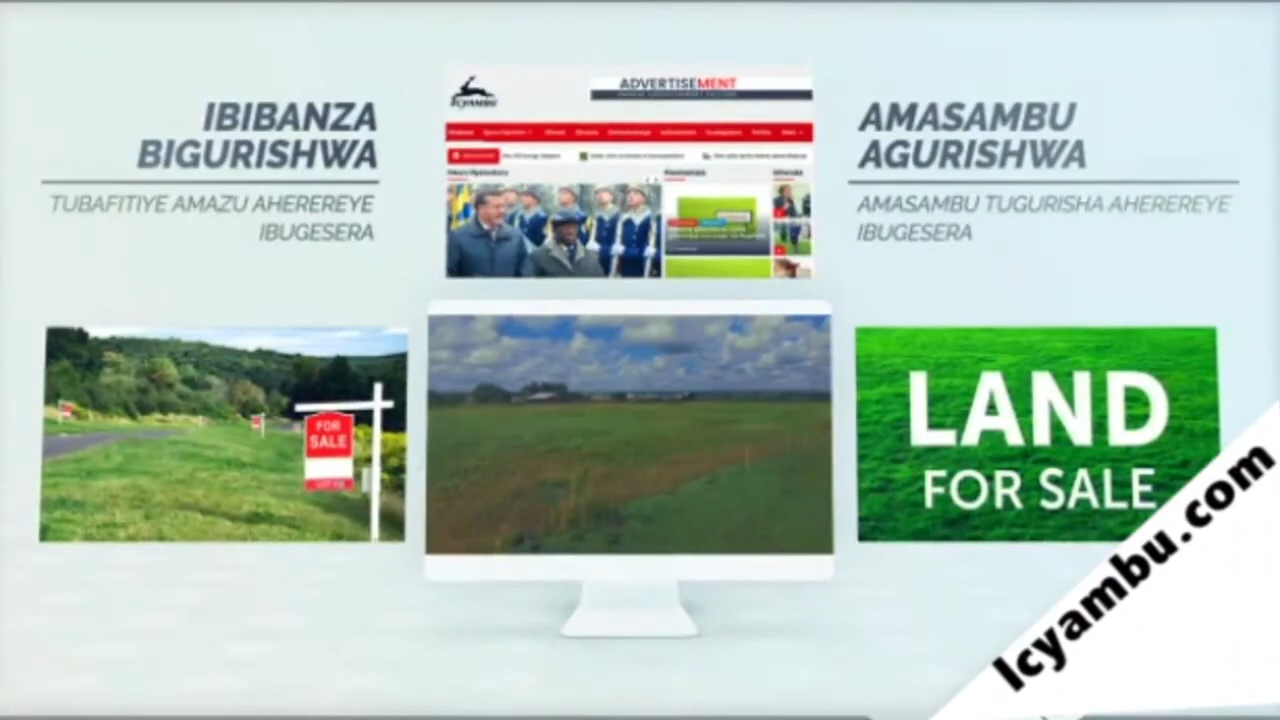 IBIBANZA
BIGURISHWA
TUBAFITIYE AMAZU AHEREREYE
IBUGESERA
ICYAMBU
ADVERTISEMENT
AMASAMBU
AGURISHWA
AMASAMBU TUGURISHA AHEREREYE
IBUGESERA
FOR
SALE
LAND
FOR SALE
Icyambu.com